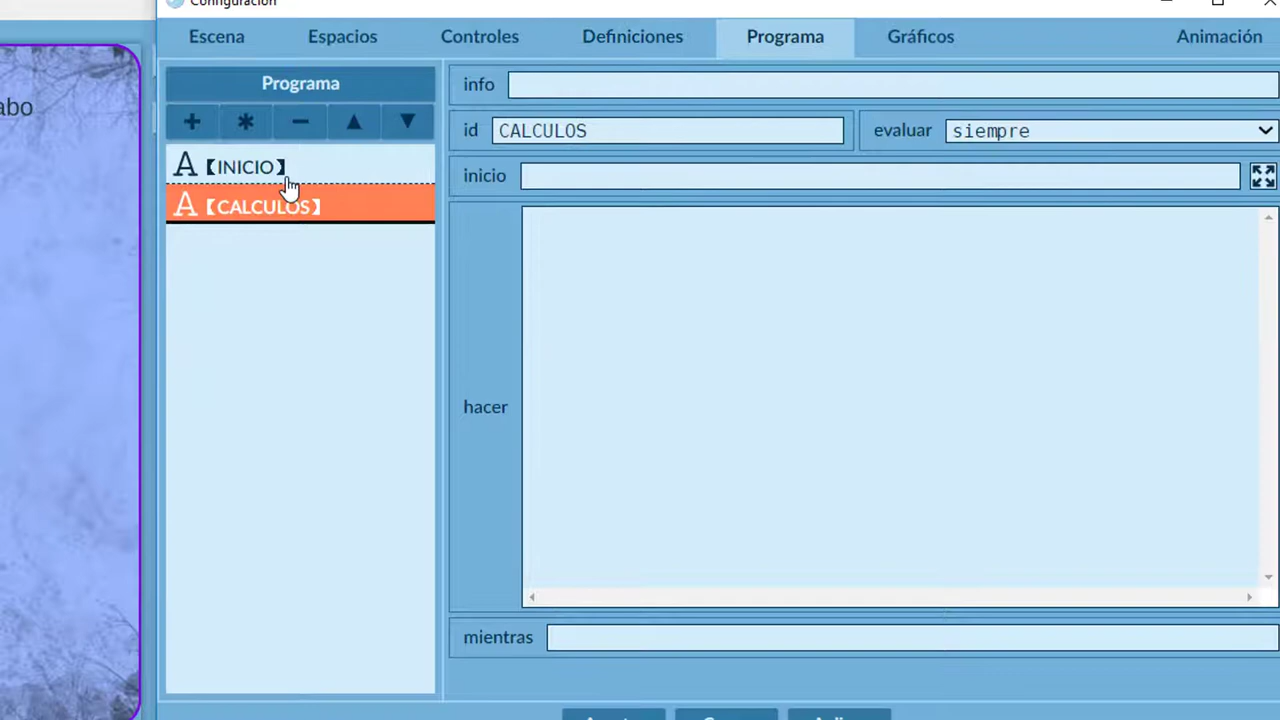 Configuración
Escena Espacios Controles Definiciones Programa Gráficos Animación
abo
Programa
info
id CALCULOS evaluar siempre
A【INICIO】
inicio
A【CALCULOS】
hacer
mientras